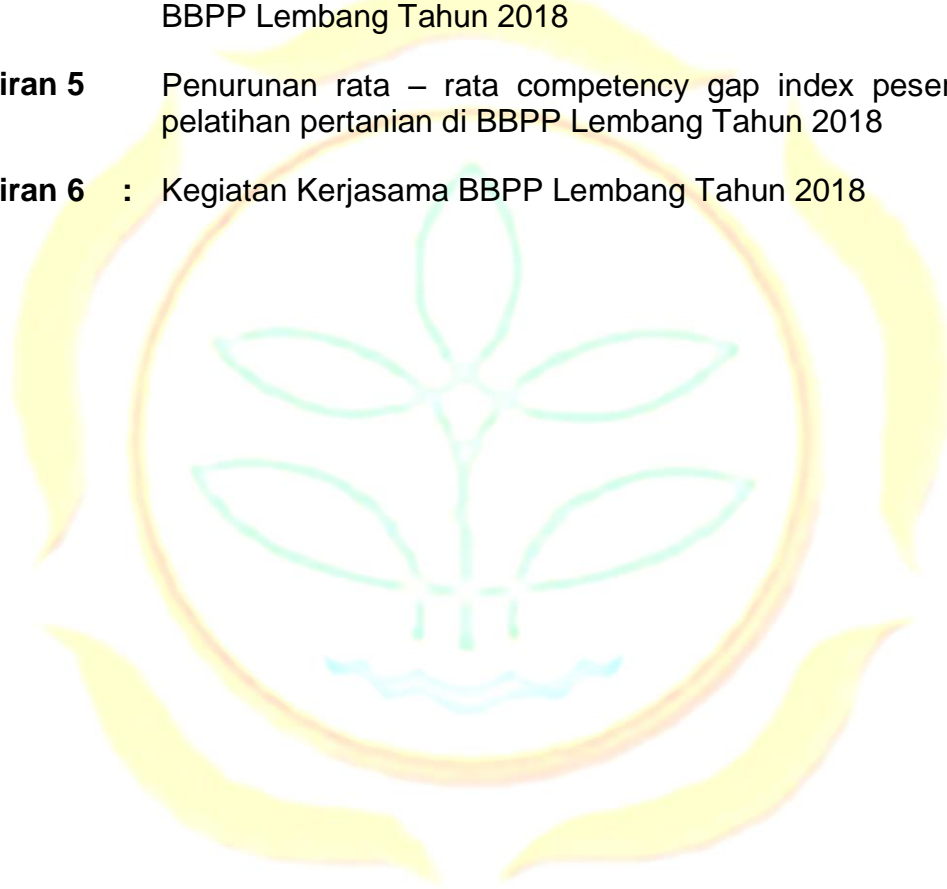 BBPP Lembang Tahun 2018
iran 5 Penurunan rata – rata competency gap index peser
pelatihan pertanian di BBPP Lembang Tahun 2018
iran 6 : Kegiatan Kerjasama BBPP Lembang Tahun 2018